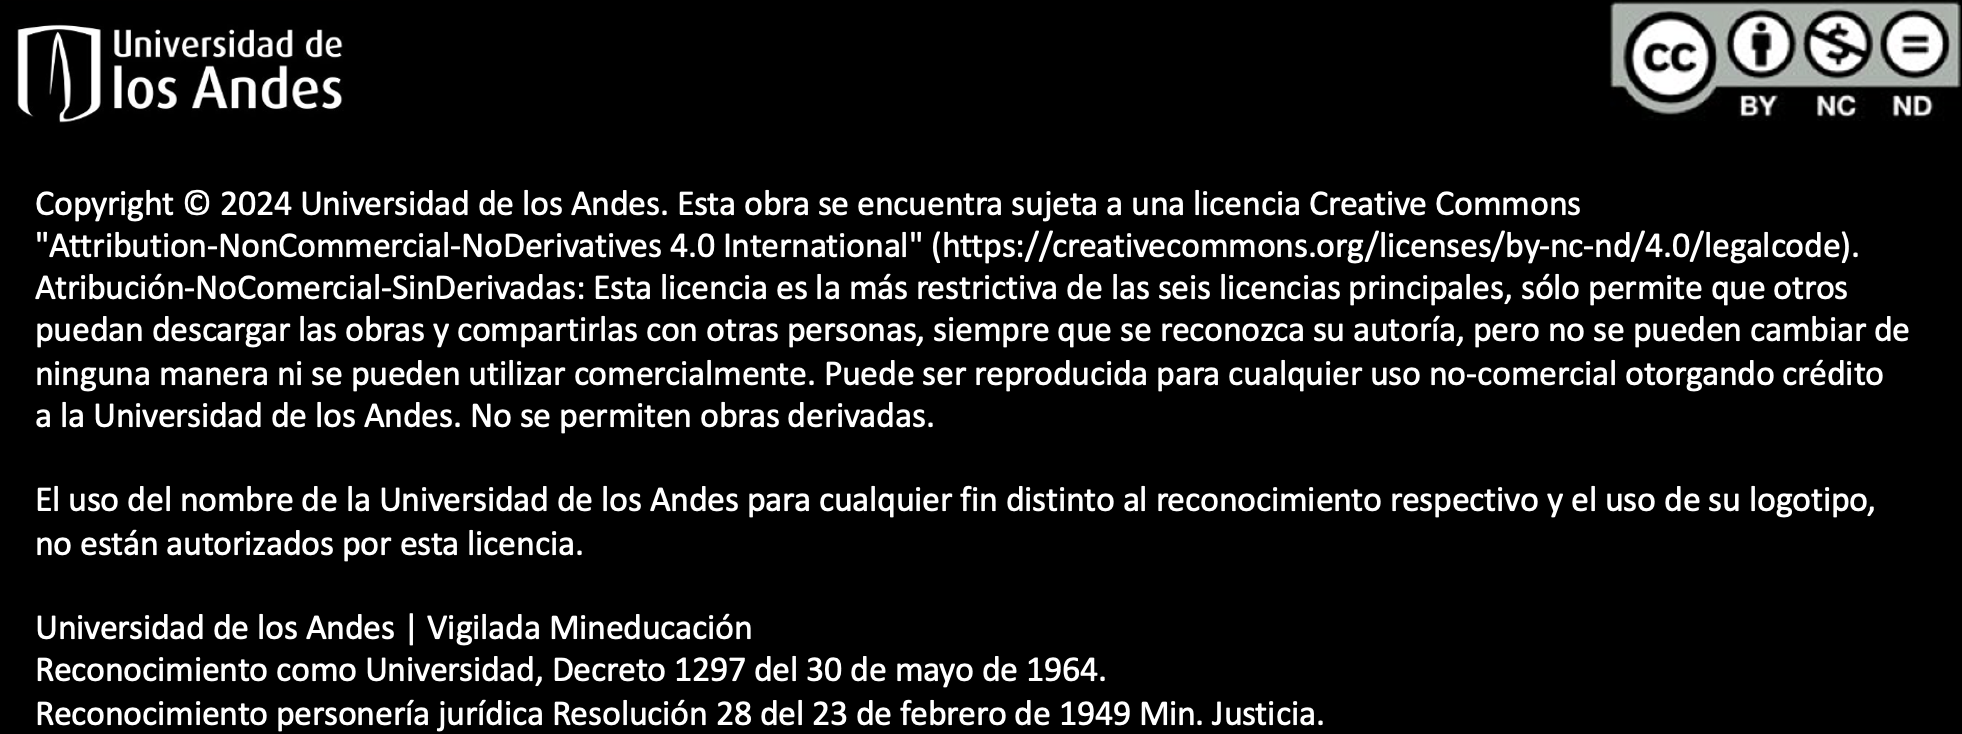 Universidad de
los Andes
cc
BY NC ND
Copyright © 2024 Universidad de los Andes. Esta obra se encuentra sujeta a una licencia Creative Commons
"Attribution-NonCommercial-NoDerivatives 4.0 International" (https://creativecommons.org/licenses/by-nc-nd/4.0/legalcode).
Atribución-NoComercial-SinDerivadas: Esta licencia es la más restrictiva de las seis licencias principales, sólo permite que otros
puedan descargar las obras y compartirlas con otras personas, siempre que se reconozca su autoría, pero no se pueden cambiar de
ninguna manera ni se pueden utilizar comercialmente. Puede ser reproducida para cualquier uso no-comercial otorgando crédito
a la Universidad de los Andes. No se permiten obras derivadas.
El uso del nombre de la Universidad de los Andes para cualquier fin distinto al reconocimiento respectivo y el uso de su logotipo,
no están autorizados por esta licencia.
Universidad de los Andes | Vigilada Mineducación
Reconocimiento como Universidad, Decreto 1297 del 30 de mayo de 1964.
Reconocimiento personería jurídica Resolución 28 del 23 de febrero de 1949 Min. Justicia.